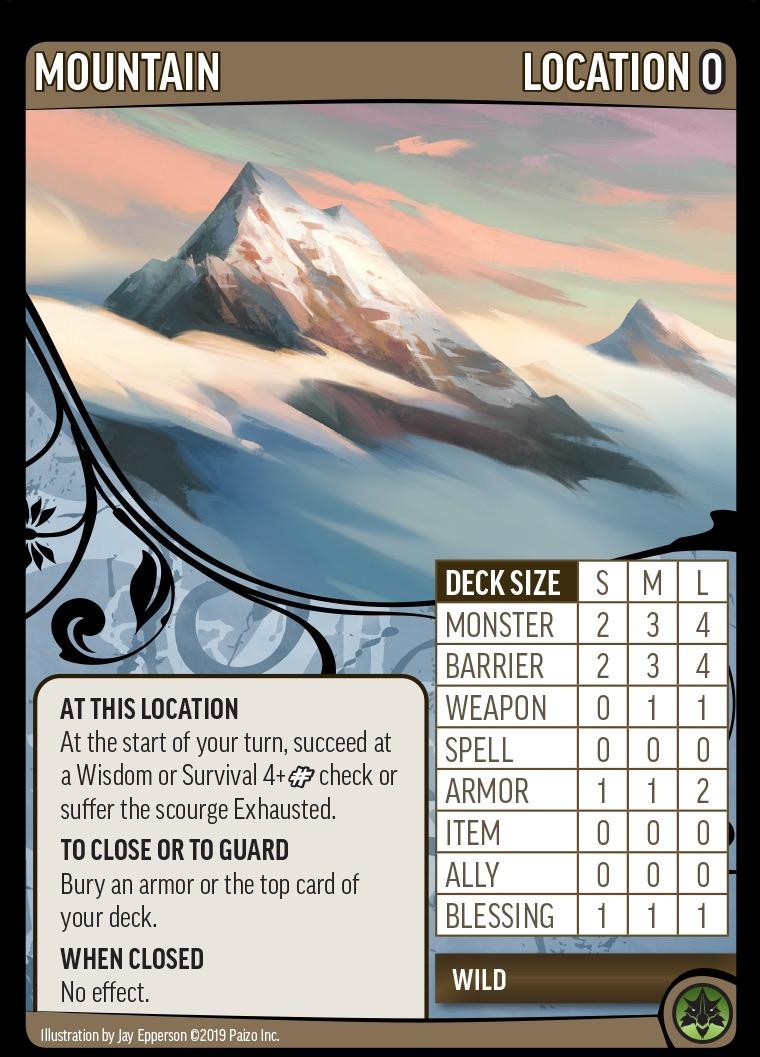 MOUNTAIN LOCATION 0
AT THIS LOCATION
At the start of your turn, succeed at
a Wisdom or Survival 4+# check or
suffer the scourge Exhausted.
TO CLOSE OR TO GUARD
Bury an armor or the top card of
your deck.
WHEN CLOSED
No effect.
DECK SIZE S M L
MONSTER 2 3 4
BARRIER 2 3 4
WEAPON 0 1 1
SPELL 0 0 0
ARMOR 1 1 2
ITEM 0 0 0
ALLY 0 0 0
BLESSING 1 1 1
WILD
Illustration by Jay Epperson ©2019 Paizo Inc.